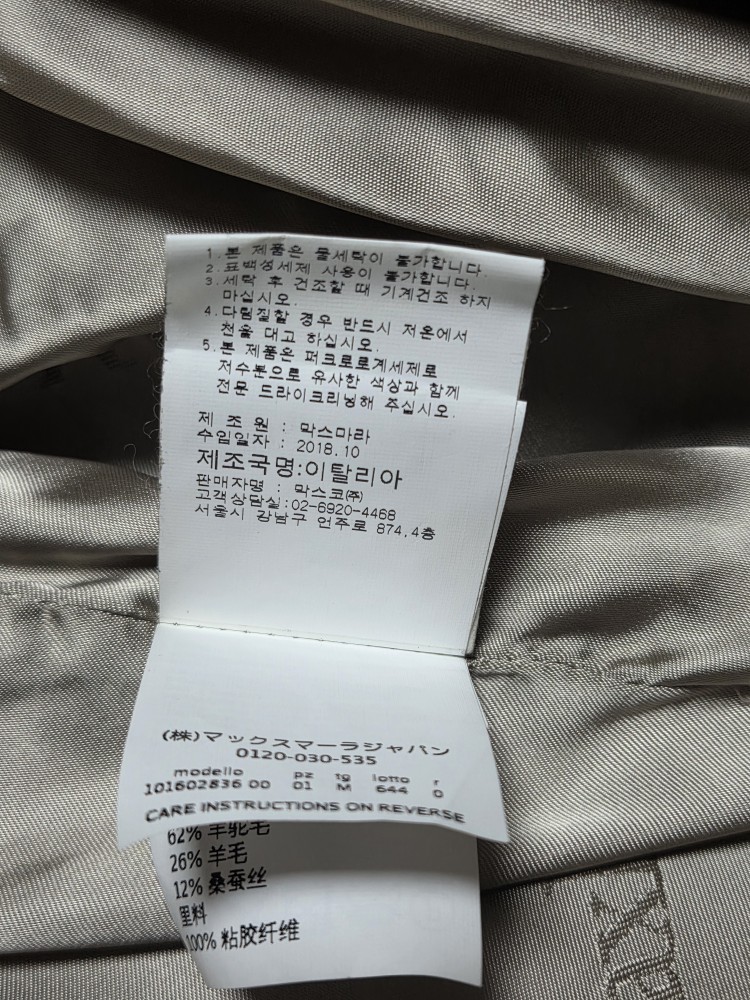 1. 본 제품은 물세탁이 불가합니다.
2. 표백성세제 사용이 불가합니다.
3. 세탁 후 건조할 때 기계건조 하지
마십시오.
4. 다림질할 경우 반드시 저온에서
천을 대고 하십시오.
5. 본 제품은 퍼크로로계세제로
저수분으로 유사한 색상과 함께
전문 드라이크리닝해 주십시오.
제 조 원 : 막스마라
수입일자 : 2018.10
제조국명:이탈리아
판매자명 : 막스코(주)
고객상담실:02-6920-4468
서울시 강남구 언주로 874,4층
(株)マックスマーラジャパン
0120-030-535
modello pz tg lotto r
101602836 00 01 M 644 0
CARE INSTRUCTIONS ON REVERSE
62% 羊驼毛
26% 羊毛
12% 桑蚕丝
里料
100% 粘胶纤维